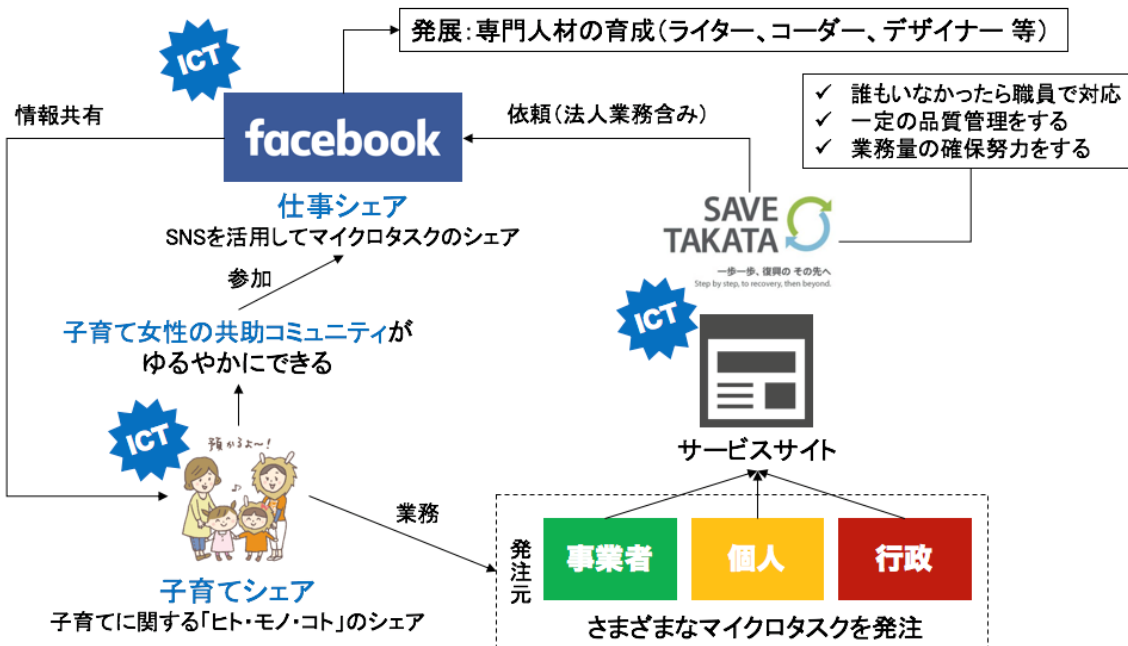 発展：専門人材の育成（ライター、コーダー、デザイナー 等）
ICT
情報共有
facebook
依頼（法人業務含み）
✓ 誰もいなかったら職員で対応
✓ 一定の品質管理をする
✓ 業務量の確保努力をする
仕事シェア
SNSを活用してマイクロタスクのシェア
SAVE
TAKATA
一歩一歩、復興の その先へ
Step by step, to recovery, then beyond.
参加
ICT
子育て女性の共助コミュニティが
ゆるやかにできる
ICT
預かるよ〜！
サービスサイト
業務
発注元
事業者
個人
行政
さまざまなマイクロタスクを発注
子育てシェア
子育てに関する「ヒト・モノ・コト」のシェア